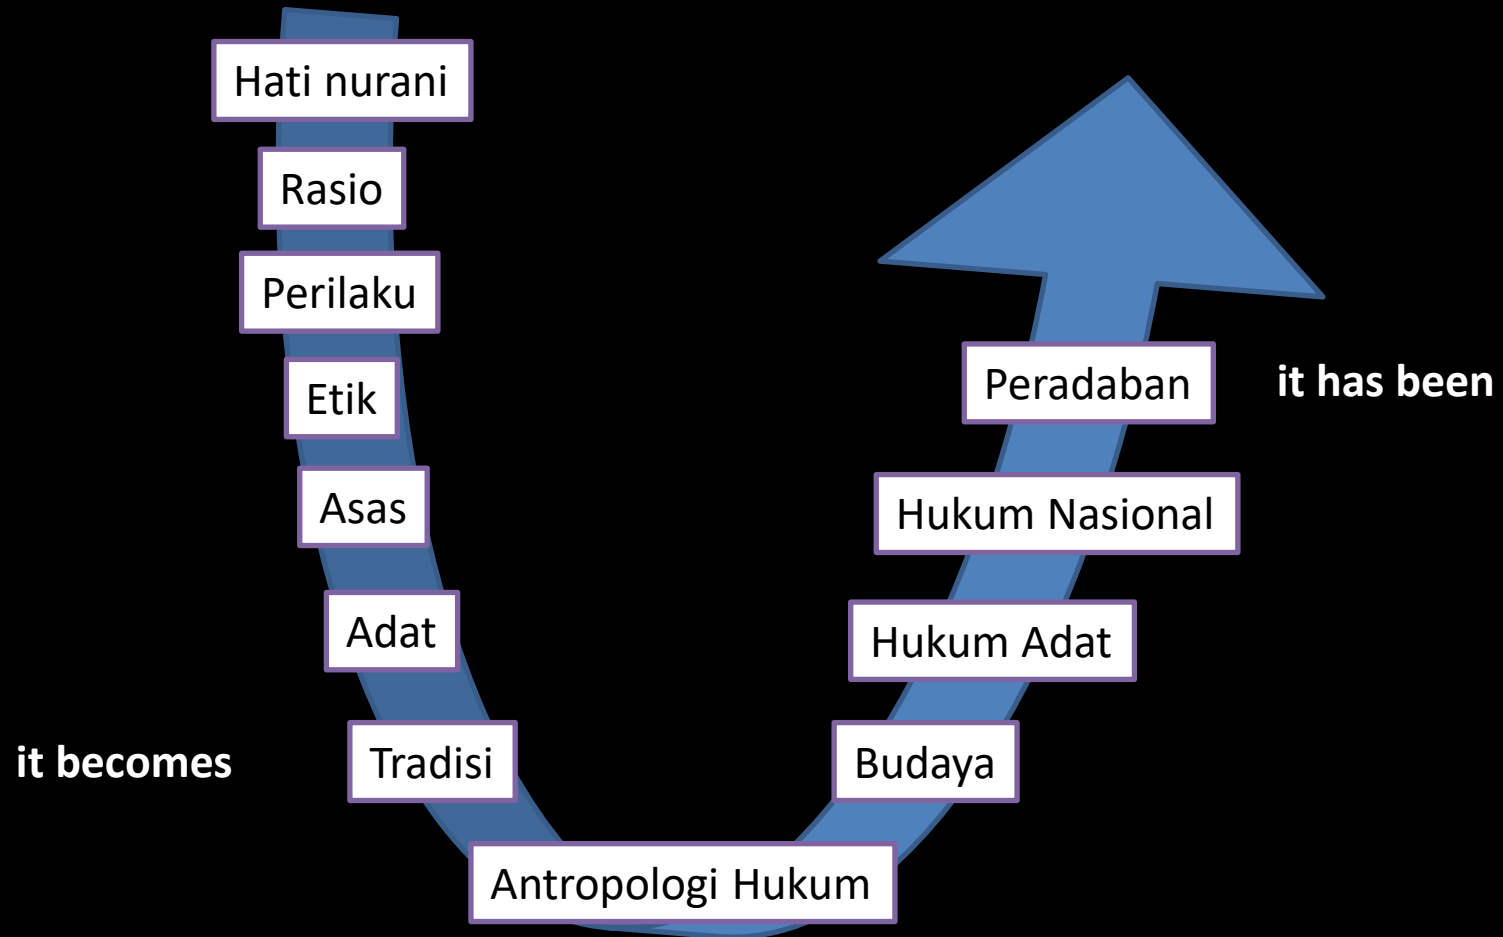 Hati nurani
Rasio
Perilaku
Etik
Asas
Adat
it becomes
Tradisi
Antropologi Hukum
Budaya
Hukum Adat
Hukum Nasional
Peradaban
it has been